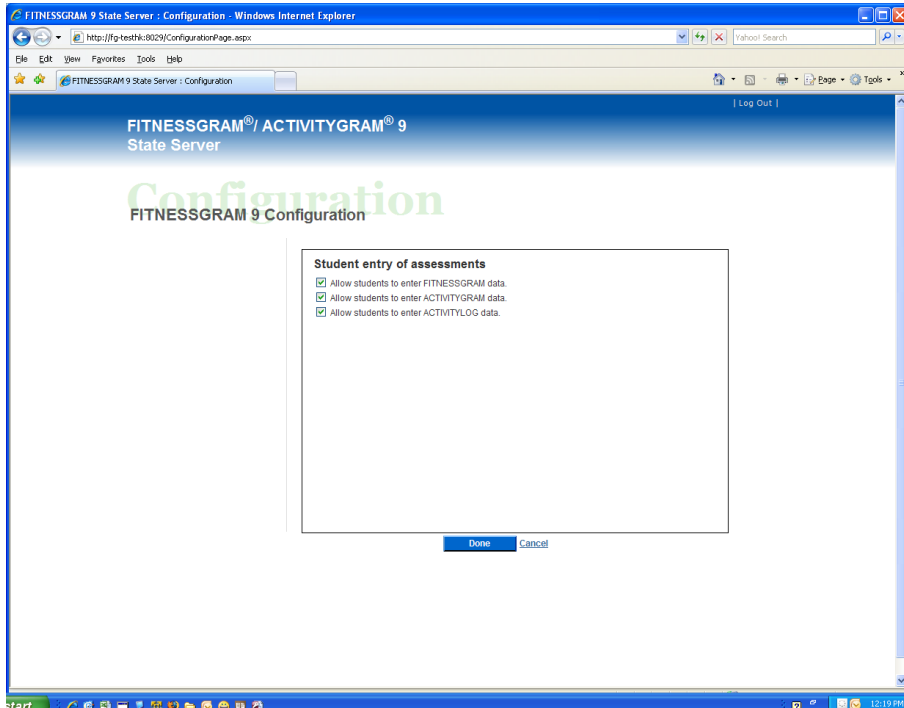 FITNESSGRAM 9 State Server : Configuration - Windows Internet Explorer
http://fg-testhk:8029/ConfigurationPage.aspx
Yahoo! Search
File Edit View Favorites Tools Help
FITNESSGRAM 9 State Server : Configuration
Page Tools
| Log Out |
FITNESSGRAM®/ ACTIVITYGRAM® 9
State Server
Configuration
FITNESSGRAM 9 Configuration
Student entry of assessments
Allow students to enter FITNESSGRAM data.
Allow students to enter ACTIVITYGRAM data.
Allow students to enter ACTIVITYLOG data.
Done Cancel
start
12:19 PM